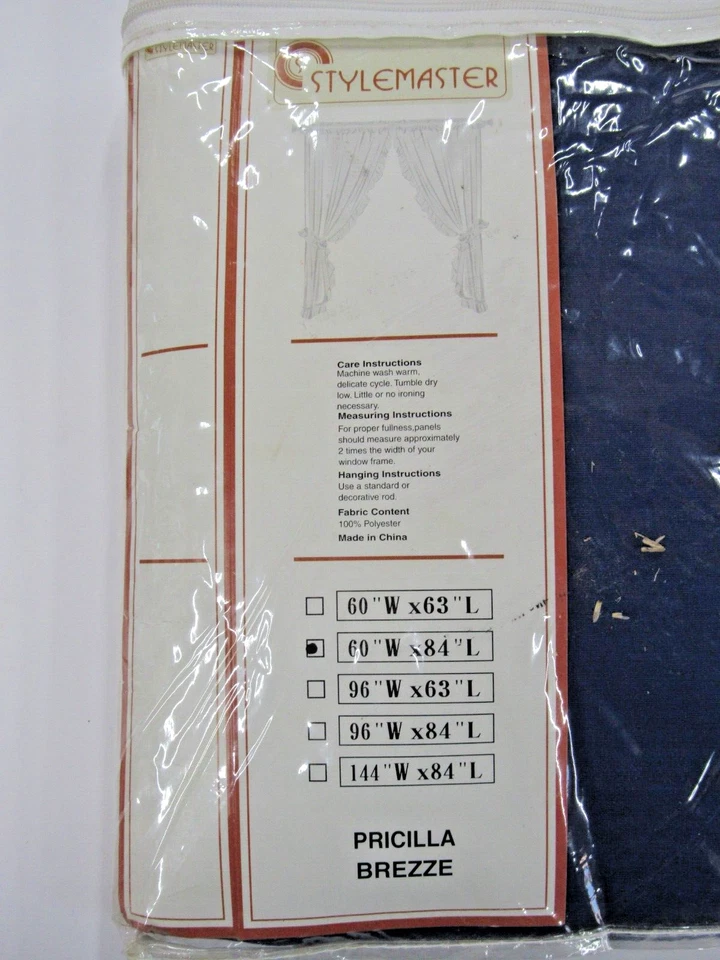 STYLEMASTER
STYLEMASTER
Care Instructions
Machine wash warm,
delicate cycle. Tumble dry
low. Little or no ironing
necessary.
Measuring Instructions
For proper fullness,panels
should measure approximately
2 times the width of your
window frame.
Hanging Instructions
Use a standard or
decorative rod.
Fabric Content
100% Polyester
Made in China
60"W x63"L
60"W x84"L
96"W x63"L
96"W x84"L
144"W x84"L
PRICILLA
BREZZE